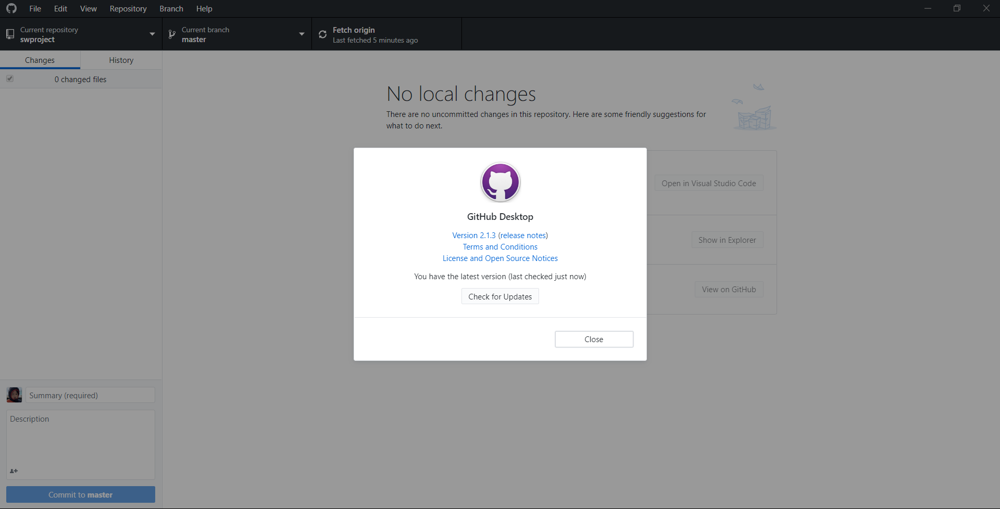 File Edit View Repository Branch Help
Current repository
swproject
Current branch
master
Fetch origin
Last fetched 5 minutes ago
Changes
History
0 changed files
No local changes
There are no uncommitted changes in this repository. Here are some friendly suggestions for
what to do next.
Open in Visual Studio Code
Show in Explorer
View on GitHub
GitHub Desktop
Version 2.1.3 (release notes)
Terms and Conditions
License and Open Source Notices
You have the latest version (last checked just now)
Check for Updates
Close
Summary (required)
Description
Commit to master